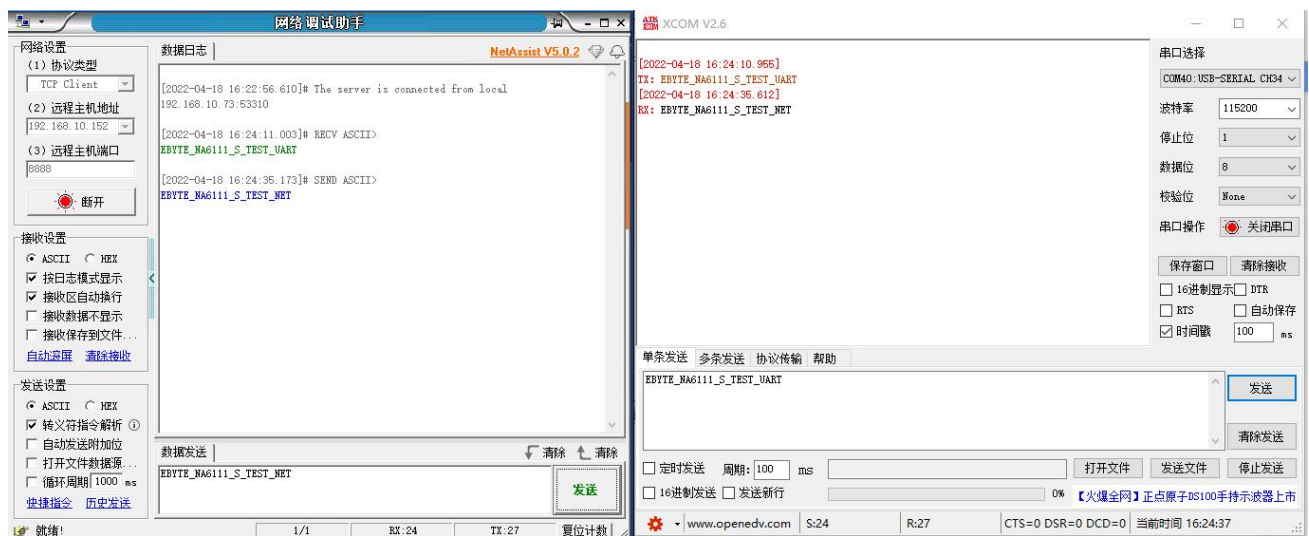 网络调试助手
网络设置
(1) 协议类型
TCP Client
(2) 远程主机地址
192.168.10.152
(3) 远程主机端口
8888
断开
接收设置
ASCII HEX
按日志模式显示
接收区自动换行
接收数据不显示
接收保存到文件...
自动滚屏 清除接收
发送设置
ASCII HEX
转义符指令解析
自动发送附加位
打开文件数据源...
循环周期 1000 ms
快捷指令 历史发送
数据日志
NetAssist V5.0.2
[2022-04-18 16:22:56.610]# The server is connected from local
192.168.10.73:53310
[2022-04-18 16:24:11.003]# RECV ASCII>
EBYTE_NA6111_S_TEST_UART
[2022-04-18 16:24:35.173]# SEND ASCII>
EBYTE_NA6111_S_TEST_NET
数据发送 清除 清除
EBYTE_NA6111_S_TEST_NET
发送
就绪! 1/1 RX:24 TX:27 复位计数
ATK XCOM V2.6
[2022-04-18 16:24:10.955]
TX: EBYTE_NA6111_S_TEST_UART
[2022-04-18 16:24:35.612]
RX: EBYTE_NA6111_S_TEST_NET
串口选择
COM40:USB-SERIAL CH34
波特率 115200
停止位 1
数据位 8
校验位 None
串口操作 关闭串口
保存窗口 清除接收
16进制显示 DTR
RTS 自动保存
时间戳 100 ms
单条发送 多条发送 协议传输 帮助
EBYTE_NA6111_S_TEST_UART
发送
清除发送
定时发送 周期: 100 ms 打开文件 发送文件 停止发送
16进制发送 发送新行 0% 【火爆全网】正点原子DS100手持示波器上市
www.openedv.com S:24 R:27 CTS=0 DSR=0 DCD=0 当前时间 16:24:37